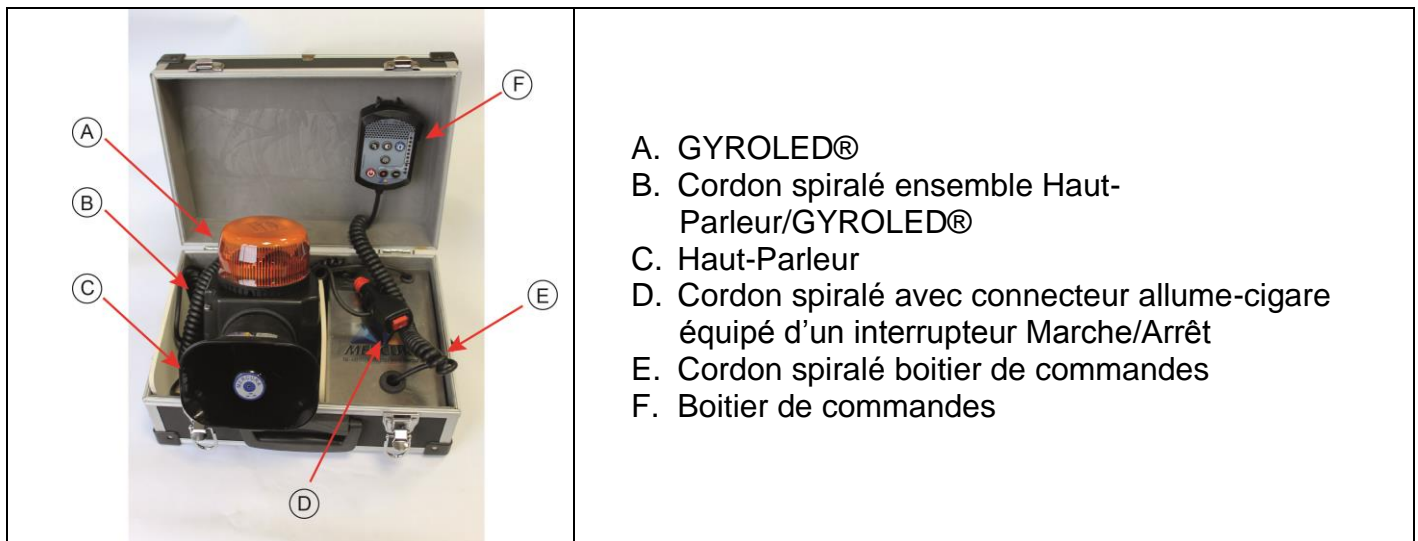 A
B
C
D
E
F
A. GYROLED®
B. Cordon spiralé ensemble Haut-
Parleur/GYROLED®
C. Haut-Parleur
D. Cordon spiralé avec connecteur allume-cigare
équipé d’un interrupteur Marche/Arrêt
E. Cordon spiralé boitier de commandes
F. Boitier de commandes